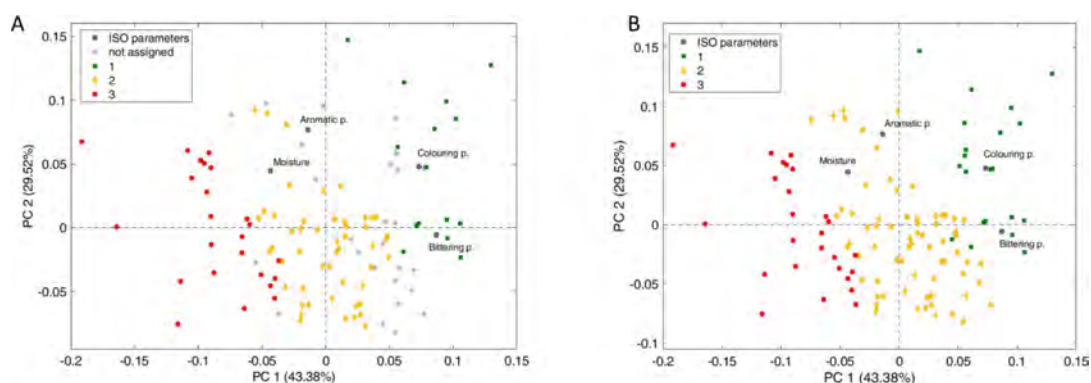 A
ISO parameters
not assigned
1
2
3
Aromatic p.
Moisture
Colouring p.
Bittering p.
0.15
0.1
0.05
0
-0.05
PC 2 (29.52%)
-0.2 -0.15 -0.1 -0.05 0 0.05 0.1 0.15
PC 1 (43.38%)
B
ISO parameters
1
2
3
Aromatic p.
Moisture
Colouring p.
Bittering p.
0.15
0.1
0.05
0
-0.05
-0.1
PC 2 (29.52%)
-0.2 -0.15 -0.1 -0.05 0 0.05 0.1 0.15
PC 1 (43.38%)